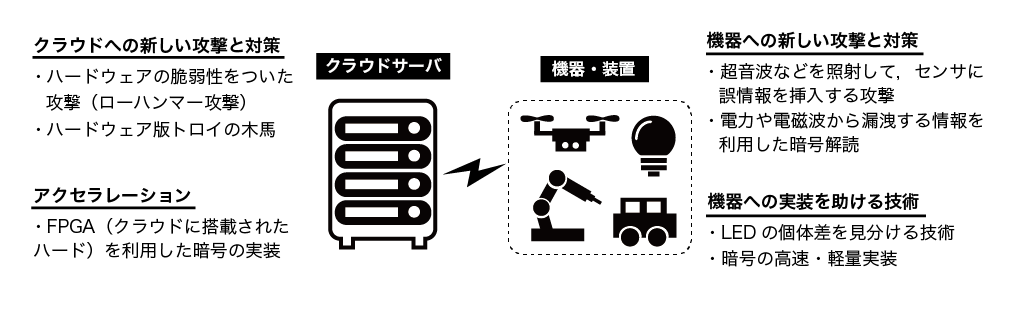 クラウドへの新しい攻撃と対策
・ハードウェアの脆弱性をついた
攻撃（ローハンマー攻撃）
・ハードウェア版トロイの木馬
アクセラレーション
・FPGA（クラウドに搭載された
ハード）を利用した暗号の実装
クラウドサーバ
機器・装置
機器への新しい攻撃と対策
・超音波などを照射して，センサに
誤情報を挿入する攻撃
・電力や電磁波から漏洩する情報を
利用した暗号解読
機器への実装を助ける技術
・LED の個体差を見分ける技術
・暗号の高速・軽量実装